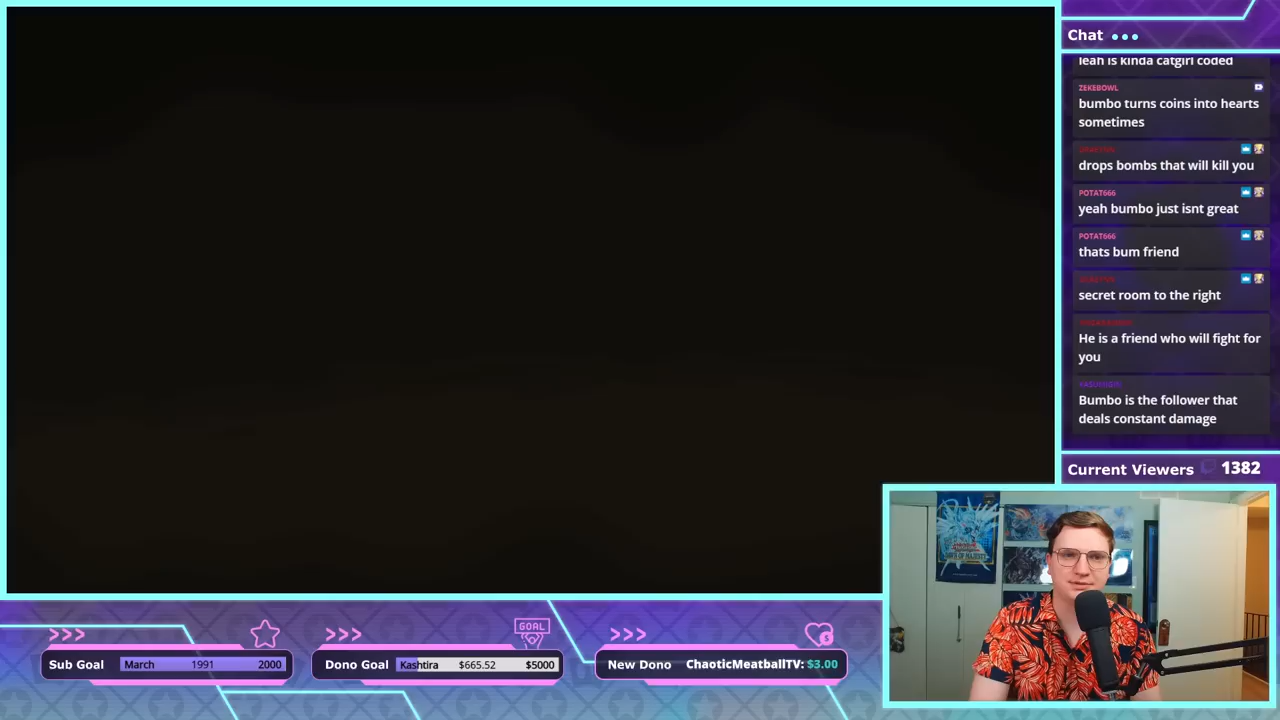 Chat
leah is kinda catgirl coded
ZEKEBOWL
bumbo turns coins into hearts
sometimes
drops bombs that will kill you
POTAT666
yeah bumbo just isnt great
POTAT666
thats bum friend
secret room to the right
He is a friend who will fight for
you
Bumbo is the follower that
deals constant damage
Current Viewers 1382
>>>
Sub Goal March 1991 2000
>>> GOAL
Dono Goal Kashtira $665.52 $5000
>>>
New Dono ChaoticMeatballTV: $3.00